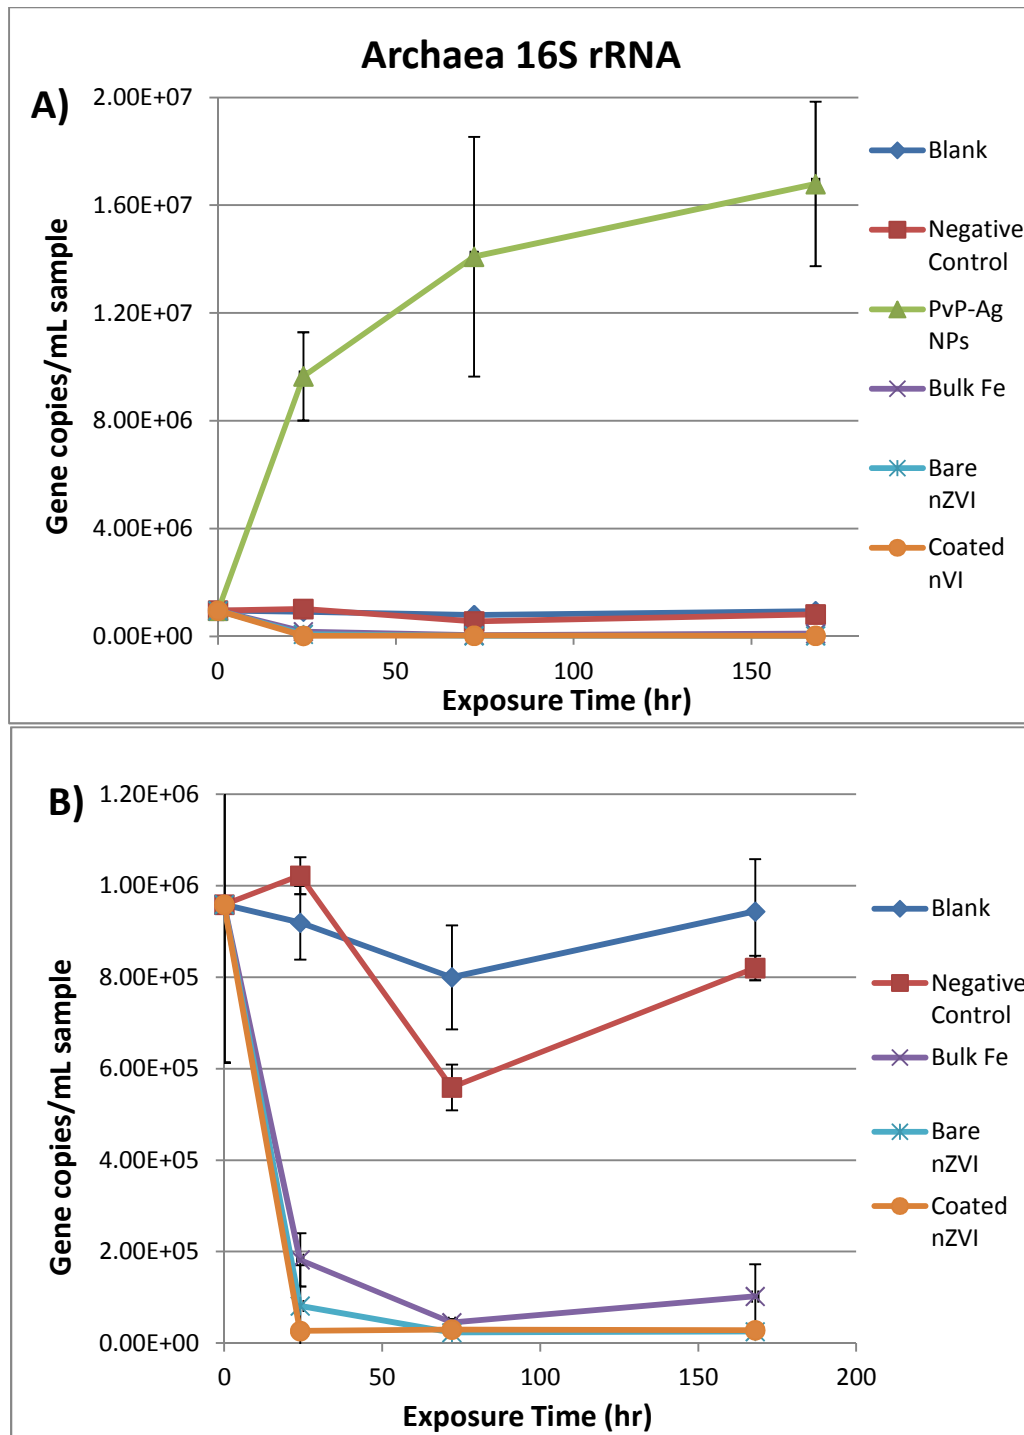 Archaea 16S rRNA
A)
2.00E+07
1.60E+07
1.20E+07
8.00E+06
4.00E+06
0.00E+00
Gene copies/mL sample
0
50
100
150
Exposure Time (hr)
Blank
Negative
Control
PvP-Ag
NPs
Bulk Fe
Bare
nZVI
Coated
nVI
B)
1.20E+06
1.00E+06
8.00E+05
6.00E+05
4.00E+05
2.00E+05
0.00E+00
Gene copies/mL sample
0
50
100
150
200
Exposure Time (hr)
Blank
Negative
Control
Bulk Fe
Bare
nZVI
Coated
nZVI